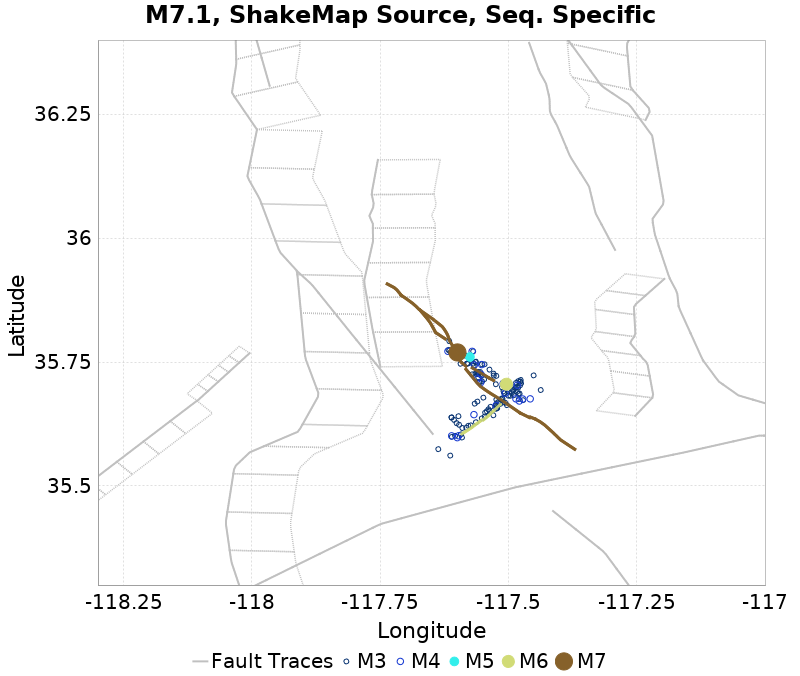 M7.1, ShakeMap Source, Seq. Specific
36.25
36
35.75
35.5
Latitude
-118.25 -118 -117.75 -117.5 -117.25 -117
Longitude
Fault Traces M3 M4 M5 M6 M7